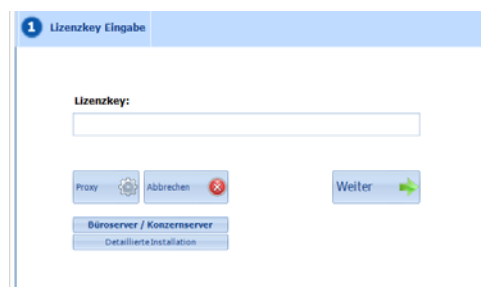 1 Lizenzkey Eingabe
Lizenzkey:
Proxy Abbrechen Weiter
Büroserver / Konzernserver
Detaillierte Installation